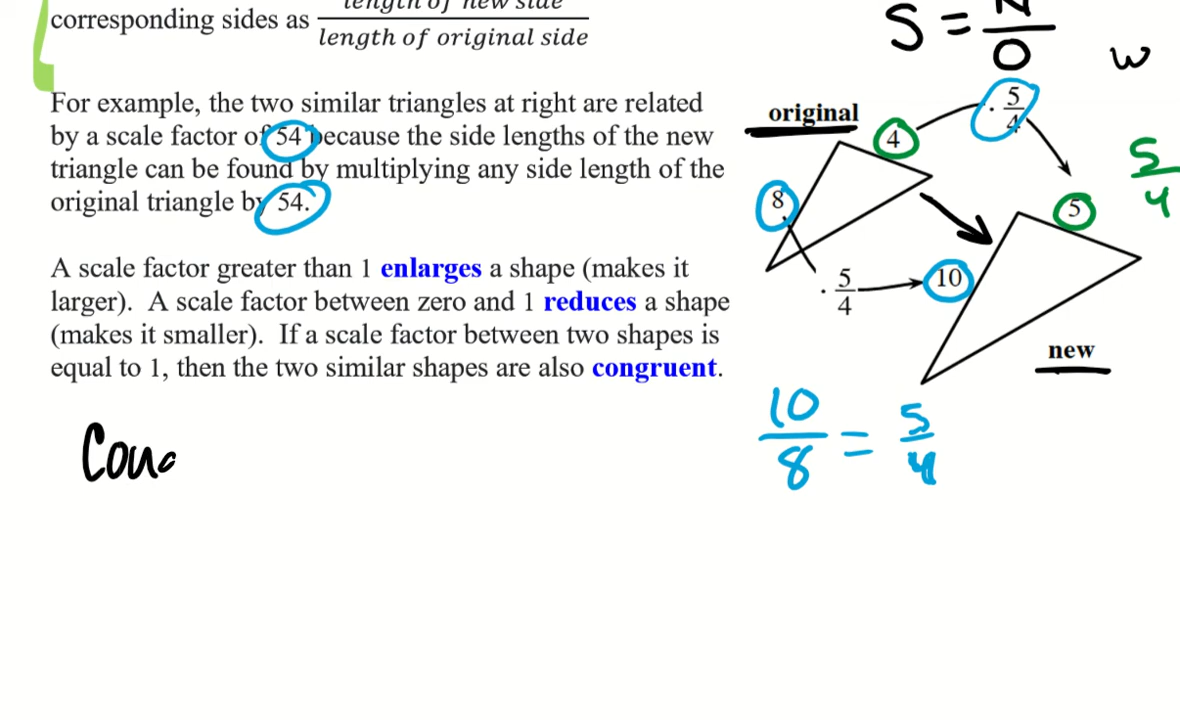 length of new side
corresponding sides as
length of original side
S = N/O
w
For example, the two similar triangles at right are related
by a scale factor of 54 because the side lengths of the new
triangle can be found by multiplying any side length of the
original triangle by 54.
original
4
· 5/4
8
5
5/4
· 5/4
10
new
A scale factor greater than 1 enlarges a shape (makes it
larger). A scale factor between zero and 1 reduces a shape
(makes it smaller). If a scale factor between two shapes is
equal to 1, then the two similar shapes are also congruent.
10/8 = 5/4